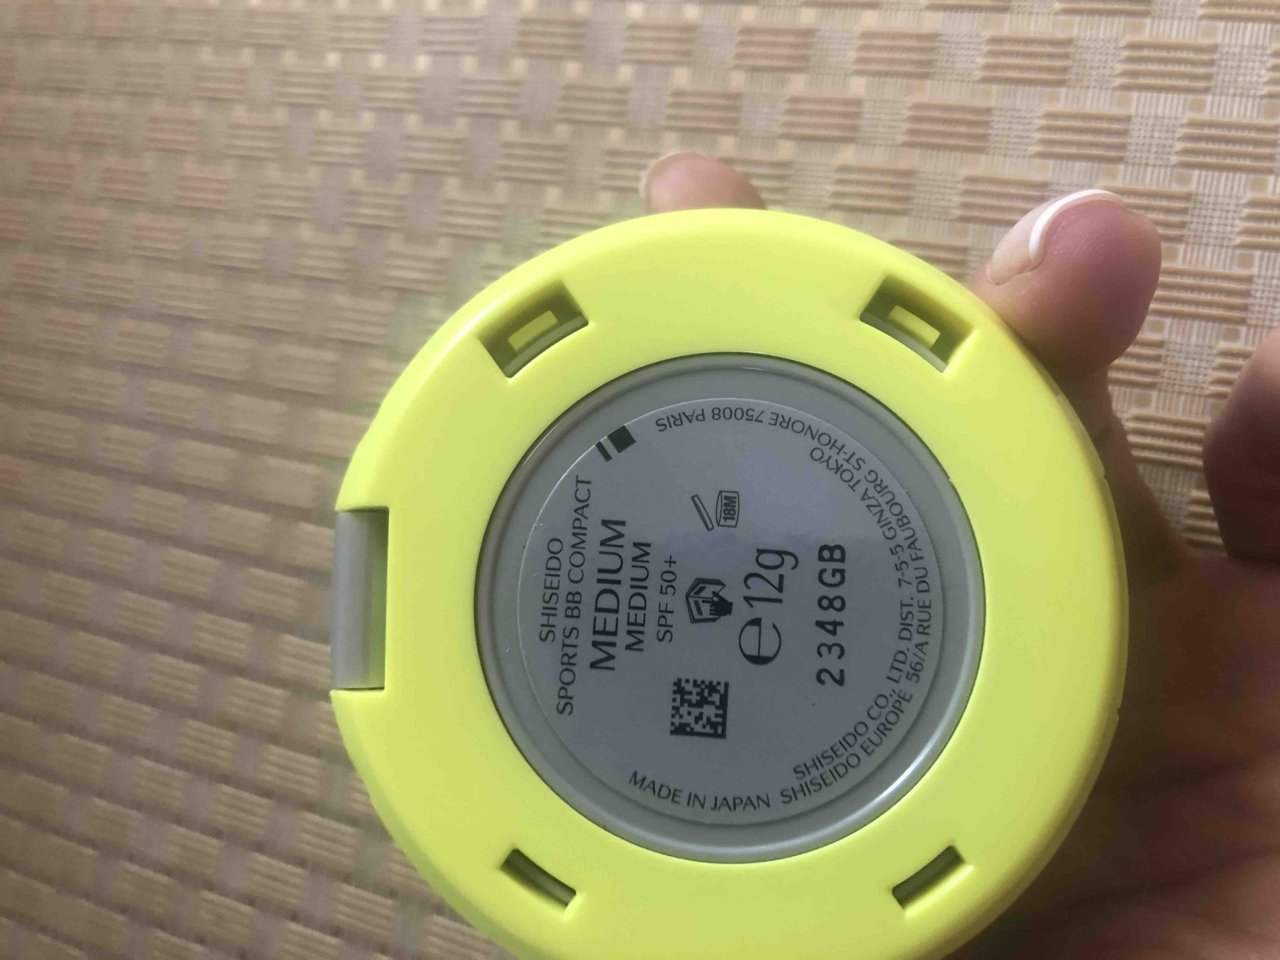 SHISEIDO
SPORTS BB COMPACT
MEDIUM
MEDIUM
SPF 50+
18M
e12g
2348GB
MADE IN JAPAN
SHISEIDO CO., LTD. DIST. 7-5-5 GINZA TOKYO
SHISEIDO EUROPE 56/A RUE DU FAUBOURG ST-HONORE 75008 PARIS